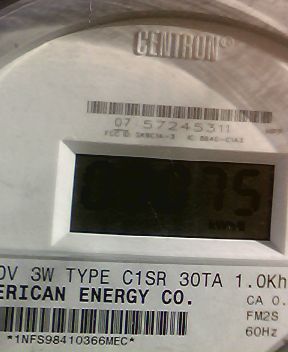 CENTRON®
07 57245311
0V 3W TYPE C1SR 30TA 1.0Kh
ERICAN ENERGY CO.
CA 0.
FM2S
60Hz
*1NFS98410366MEC*